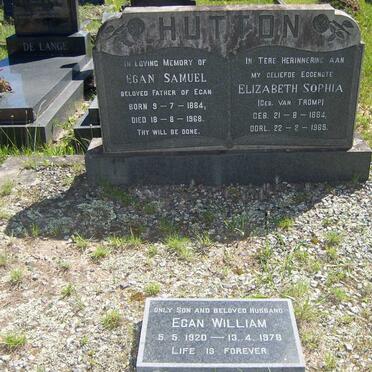 DE LANGE
HUTTON
IN LOVING MEMORY OF
EGAN SAMUEL
BELOVED FATHER OF EGAN
BORN 9-7-1884,
DIED 18-8-1968.
THY WILL BE DONE.
IN TERE HERINNERING AAN
MY GELIEFDE EGGENOTE
ELIZABETH SOPHIA
(GEB. VAN TROMP)
GEB. 21-8-1884,
OORL. 22-2-1965.
ONLY SON AND BELOVED HUSBAND
EGAN WILLIAM
5. 5. 1920 — 13. 4. 1978
LIFE IS FOREVER